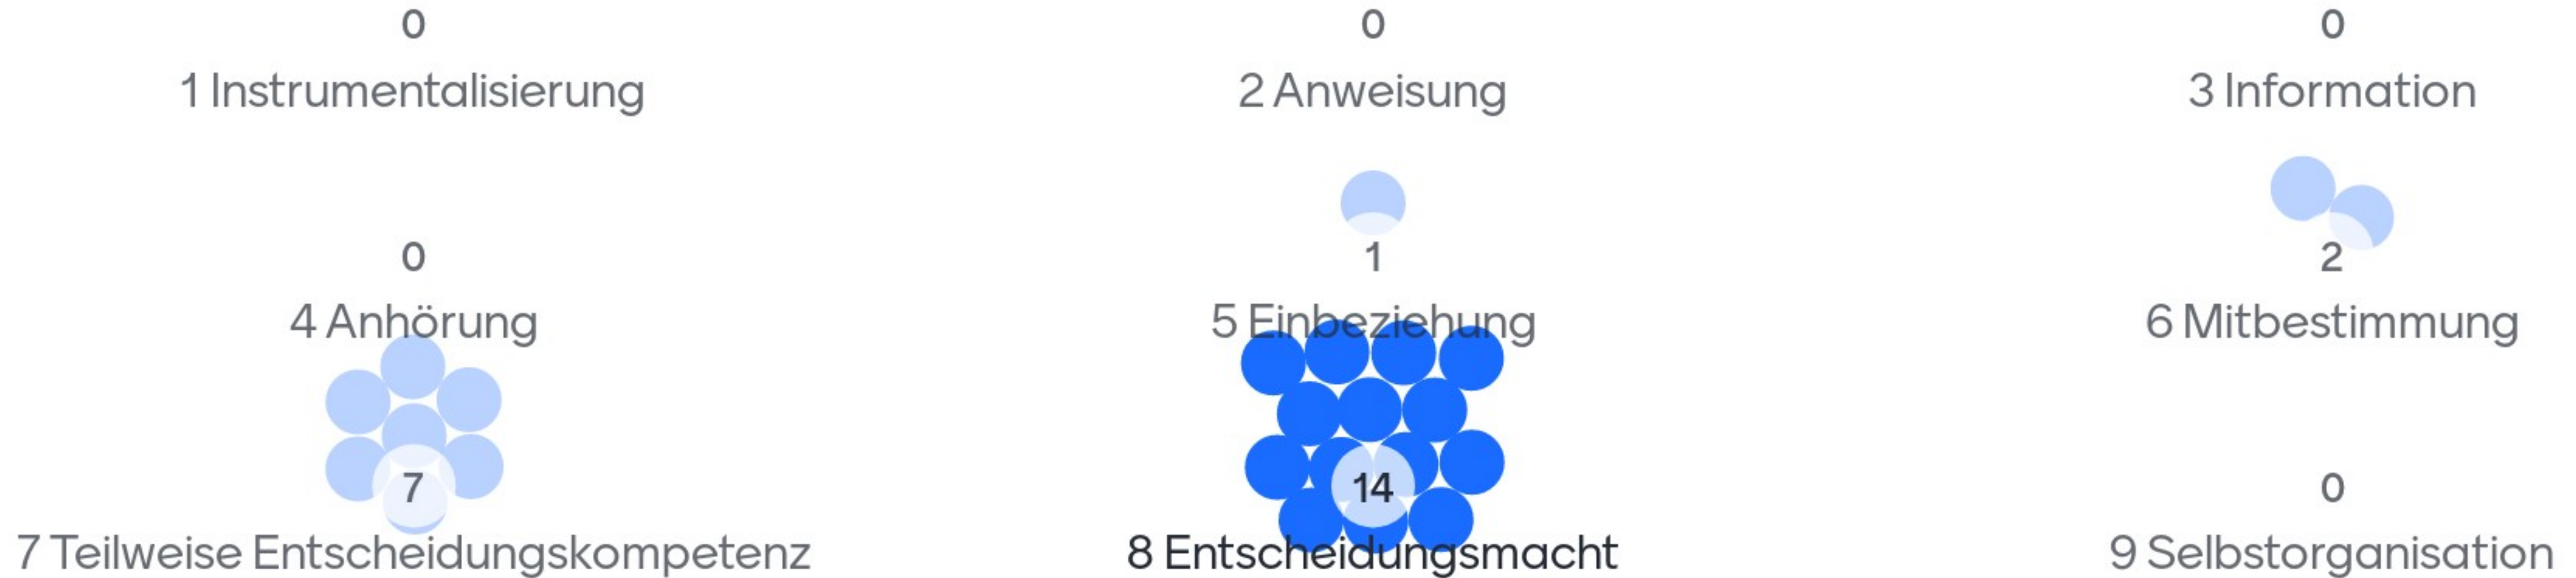 0
0
0
1 Instrumentalisierung
2 Anweisung
3 Information
0
1
2
4 Anhörung
5 Einbeziehung
6 Mitbestimmung
7
14
0
7 Teilweise Entscheidungskompetenz
8 Entscheidungsmacht
9 Selbstorganisation